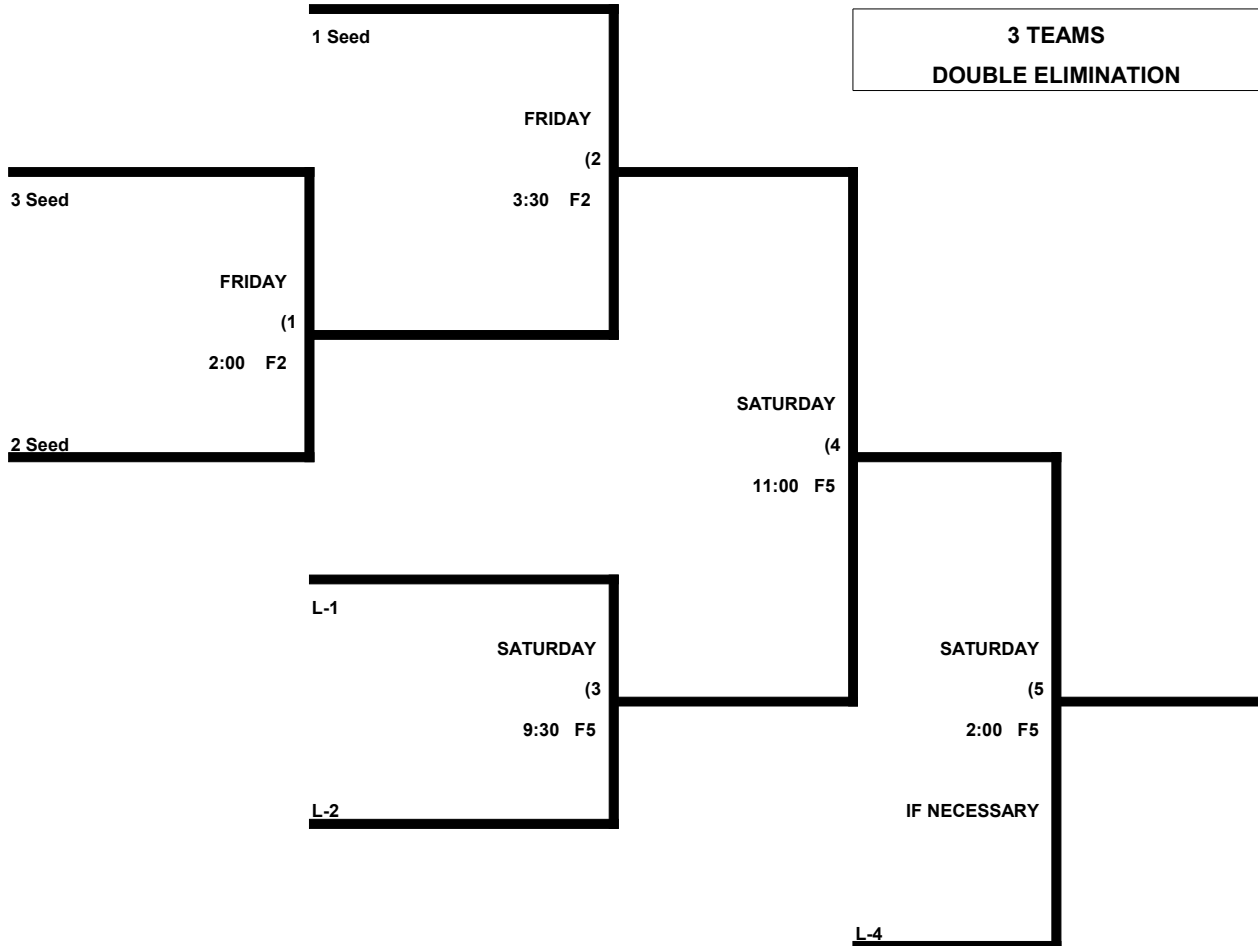 1 Seed
3 TEAMS
DOUBLE ELIMINATION
FRIDAY
(2
3:30 F2
3 Seed
FRIDAY
(1
2:00 F2
2 Seed
SATURDAY
(4
11:00 F5
L-1
SATURDAY
(3
9:30 F5
L-2
SATURDAY
(5
2:00 F5
IF NECESSARY
L-4